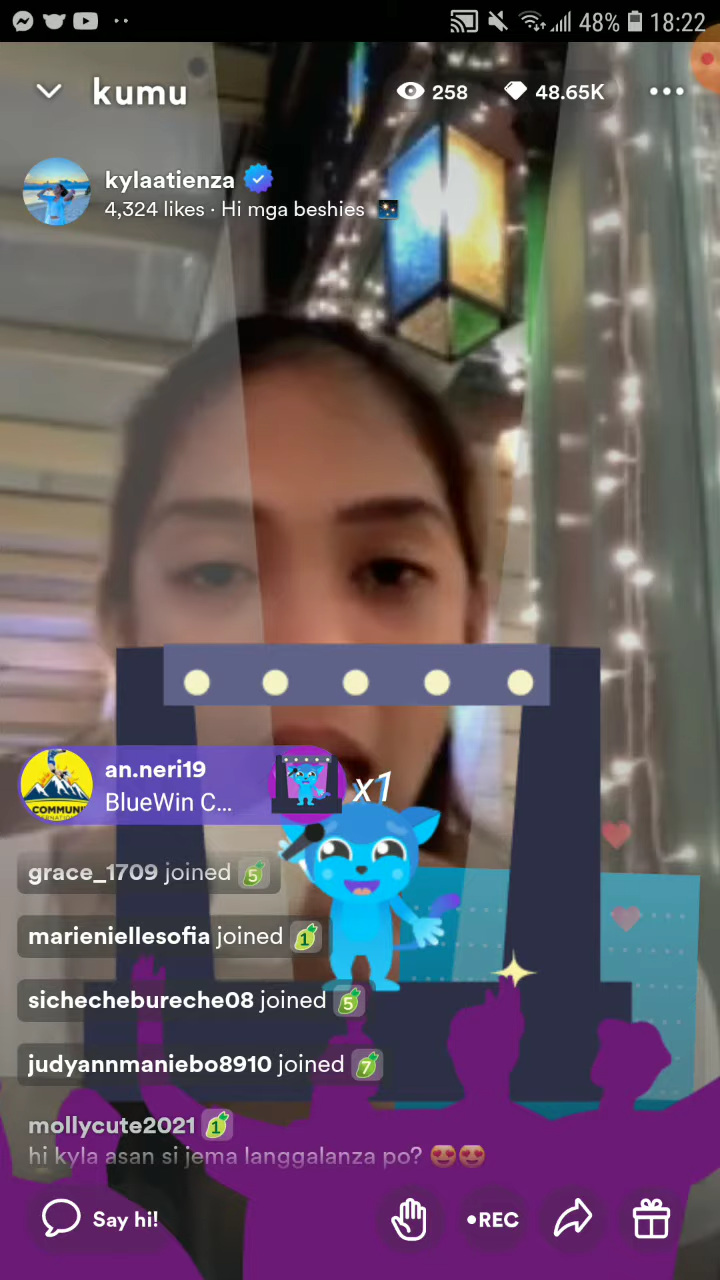 48% 18:22
kumu 258 48.65K
kylaatienza
4,324 likes · Hi mga beshies
an.neri19
BlueWin C... x1
COMMUNI
grace_1709 joined 5
marieniellesofia joined 1
sichechebureche08 joined 5
judyannmaniebo8910 joined 7
mollycute2021 1
hi kyla asan si jema langgalanza po? 😍😍
Say hi! •REC